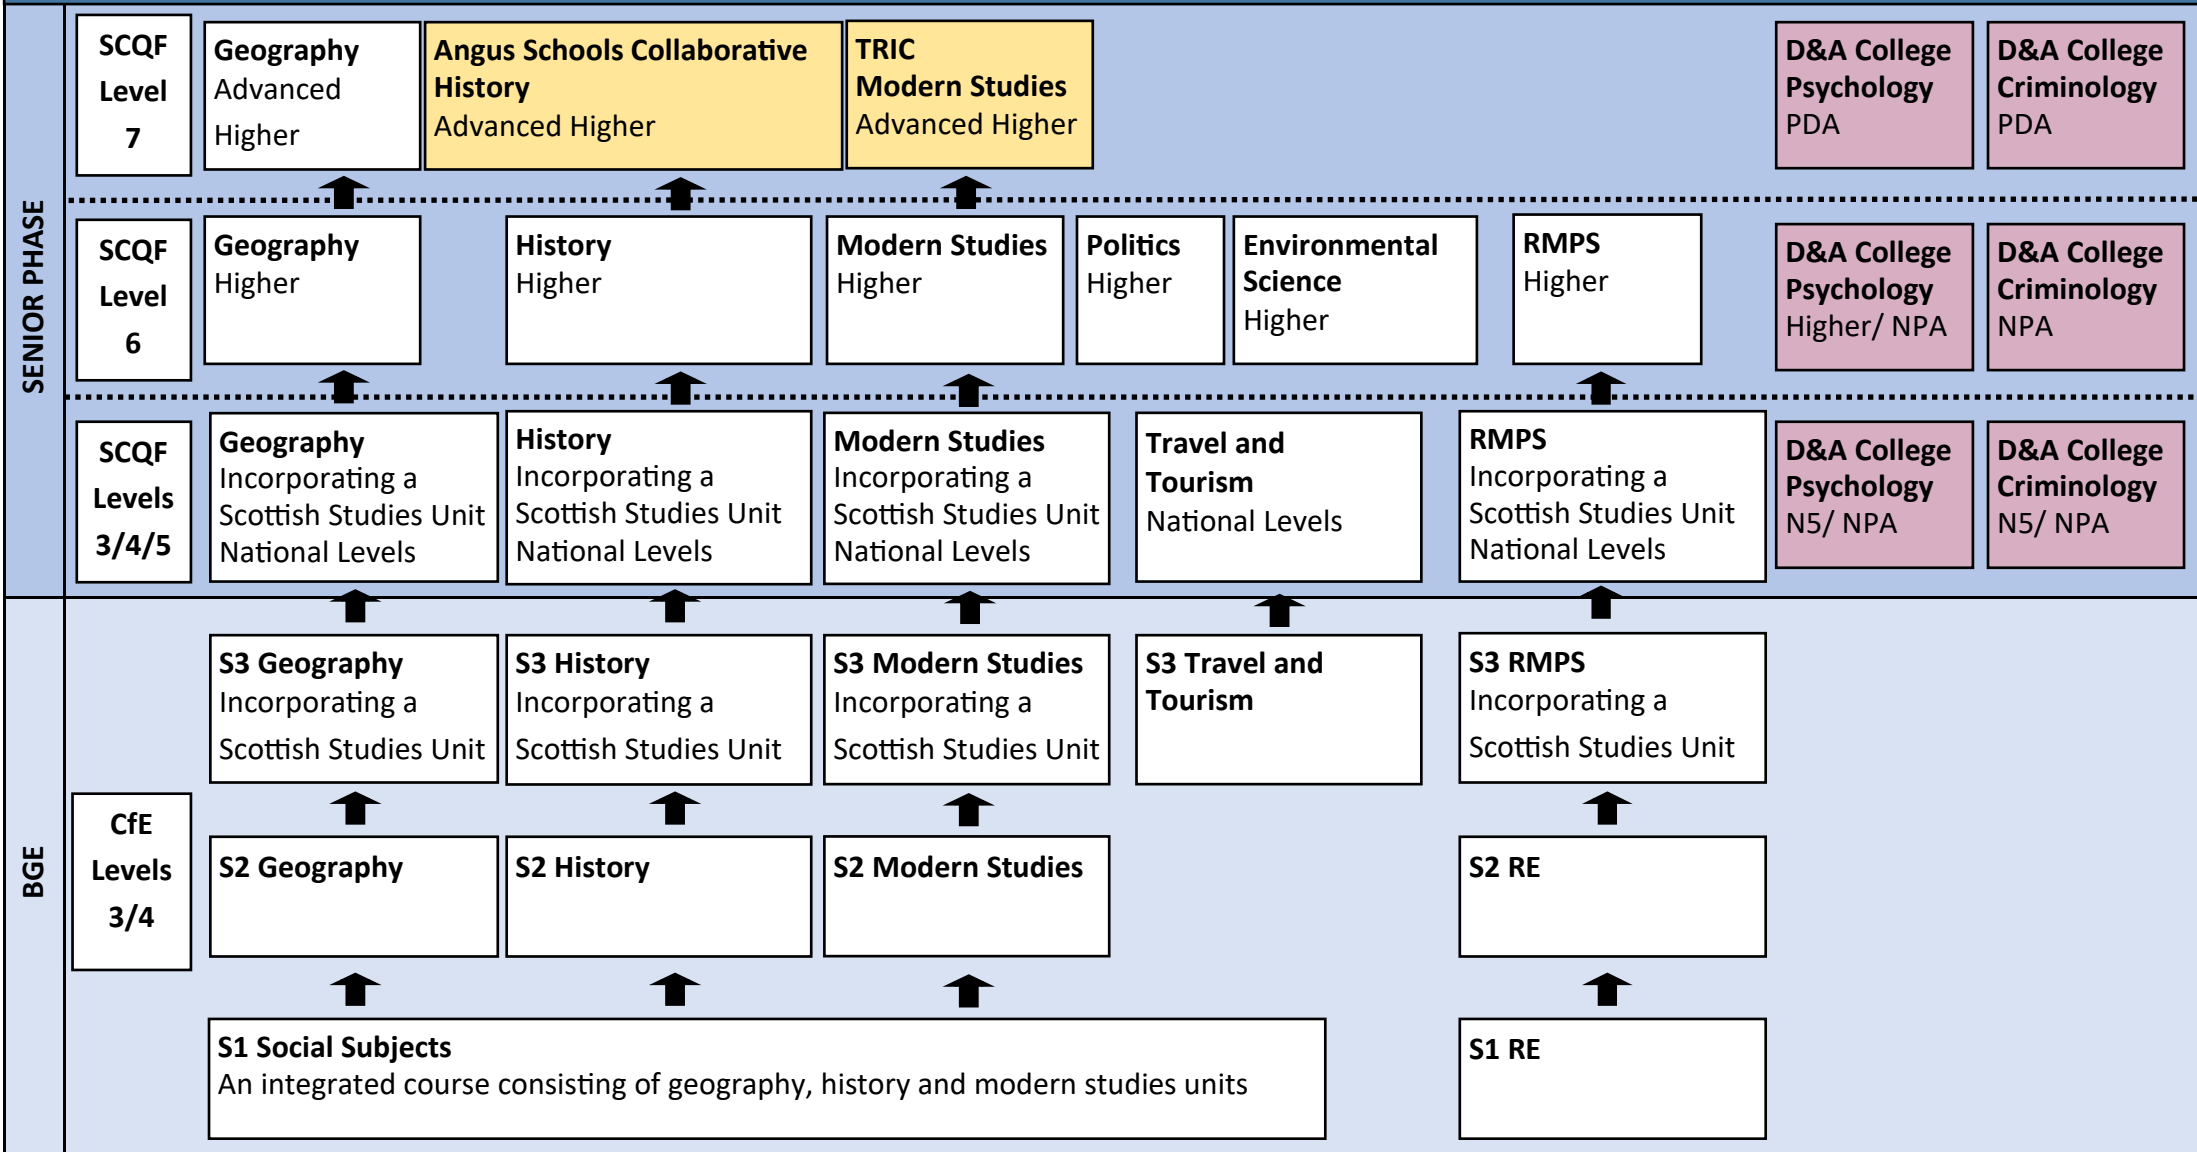 SENIOR PHASE
SCQF
Level
7
Geography
Advanced
Higher
Angus Schools Collaborative
History
Advanced Higher
TRIC
Modern Studies
Advanced Higher
D&A College
Psychology
PDA
D&A College
Criminology
PDA
SCQF
Level
6
Geography
Higher
History
Higher
Modern Studies
Higher
Politics
Higher
Environmental
Science
Higher
RMPS
Higher
D&A College
Psychology
Higher/ NPA
D&A College
Criminology
NPA
SCQF
Levels
3/4/5
Geography
Incorporating a
Scottish Studies Unit
National Levels
History
Incorporating a
Scottish Studies Unit
National Levels
Modern Studies
Incorporating a
Scottish Studies Unit
National Levels
Travel and
Tourism
National Levels
RMPS
Incorporating a
Scottish Studies Unit
National Levels
D&A College
Psychology
N5/ NPA
D&A College
Criminology
N5/ NPA
BGE
CfE
Levels
3/4
S3 Geography
Incorporating a
Scottish Studies Unit
S3 History
Incorporating a
Scottish Studies Unit
S3 Modern Studies
Incorporating a
Scottish Studies Unit
S3 Travel and
Tourism
S3 RMPS
Incorporating a
Scottish Studies Unit
S2 Geography
S2 History
S2 Modern Studies
S2 RE
S1 Social Subjects
An integrated course consisting of geography, history and modern studies units
S1 RE